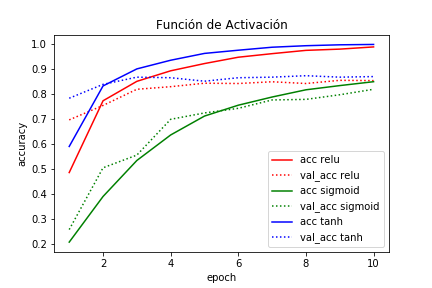 Función de Activación
accuracy
1.0
0.9
0.8
0.7
0.6
0.5
0.4
0.3
0.2
2
4
6
8
10
epoch
acc relu
val_acc relu
acc sigmoid
val_acc sigmoid
acc tanh
val_acc tanh